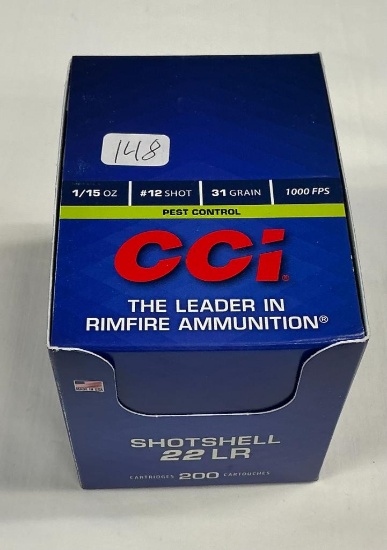 148
1/15 OZ #12 SHOT 31 GRAIN 1000 FPS
PEST CONTROL
CCI®
THE LEADER IN
RIMFIRE AMMUNITION®
SHOTSHELL
22 LR
CARTRIDGES 200 CARTOUCHES